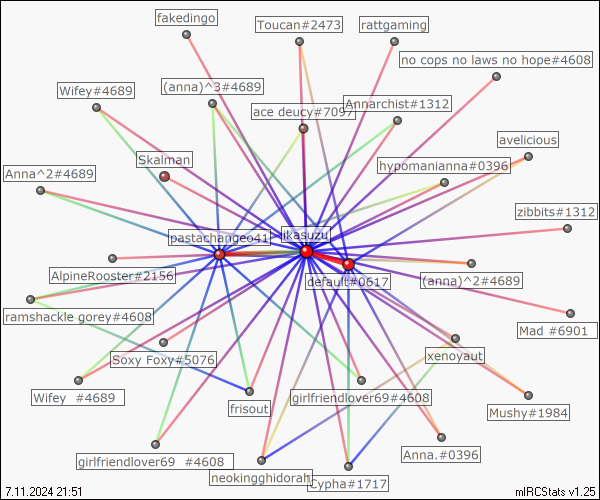 fakedingo
Toucan#2473
rattgaming
no cops no laws no hope#4608
Wifey#4689
(anna)^3#4689
ace deucy#7097
Annarchist#1312
avelicious
Skalman
hypomanianna#0396
Anna^2#4689
zibbits#1312
pastachangeo41
ikasuzu
AlpineRooster#2156
default#0617
(anna)^2#4689
ramshackle gorey#4608
Mad #6901
Soxy Foxy#5076
xenoyaut
Wifey #4689
frisout
girlfriendlover69#4608
Mushy#1984
girlfriendlover69 #4608
neokingghidorah
Cypha#1717
Anna.#0396
7.11.2024 21:51
mIRCStats v1.25